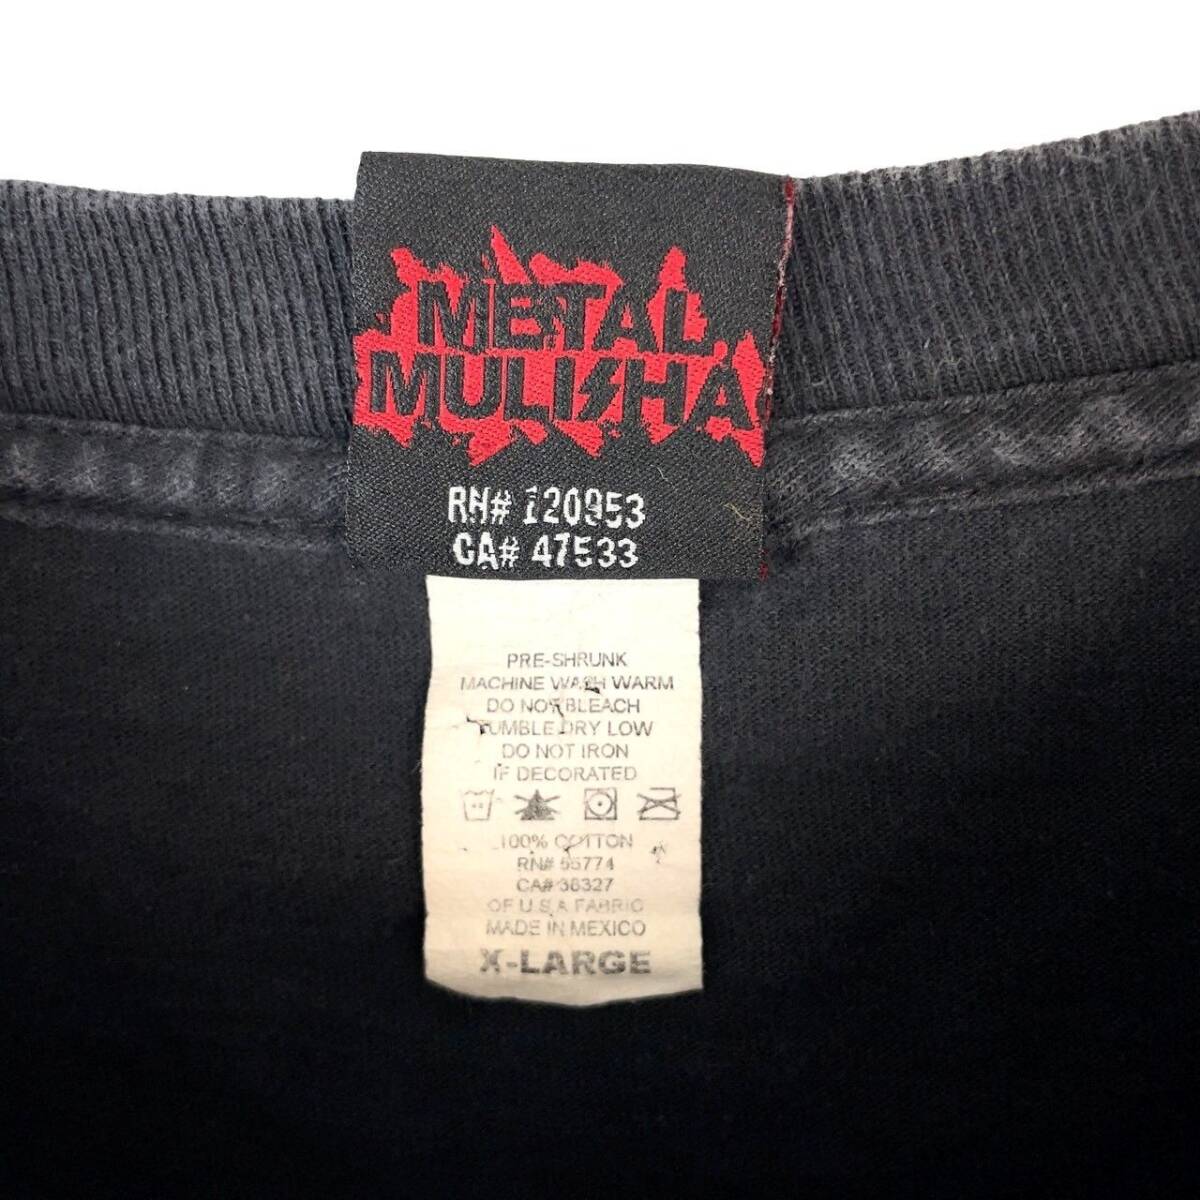 METAL
MULISHA
RN# 120953
CA# 47533
PRE-SHRUNK
MACHINE WASH WARM
DO NOT BLEACH
TUMBLE DRY LOW
DO NOT IRON
IF DECORATED
100% COTTON
RN# 55774
CA# 36327
OF U.S.A FABRIC
MADE IN MEXICO
X-LARGE